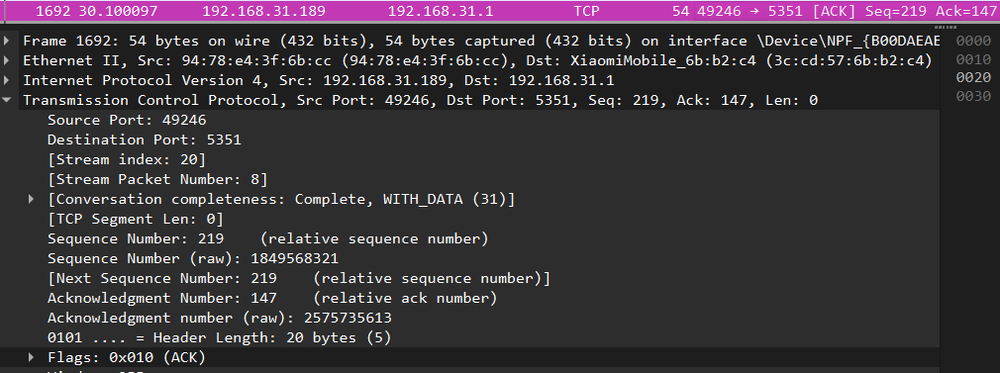 1692 30.100097 192.168.31.189 192.168.31.1 TCP 54 49246 → 5351 [ACK] Seq=219 Ack=147
Frame 1692: 54 bytes on wire (432 bits), 54 bytes captured (432 bits) on interface \Device\NPF_{B00DAEAE 0000
Ethernet II, Src: 94:78:e4:3f:6b:cc (94:78:e4:3f:6b:cc), Dst: XiaomiMobile_6b:b2:c4 (3c:cd:57:6b:b2:c4) 0010
Internet Protocol Version 4, Src: 192.168.31.189, Dst: 192.168.31.1 0020
Transmission Control Protocol, Src Port: 49246, Dst Port: 5351, Seq: 219, Ack: 147, Len: 0 0030
Source Port: 49246
Destination Port: 5351
[Stream index: 20]
[Stream Packet Number: 8]
[Conversation completeness: Complete, WITH_DATA (31)]
[TCP Segment Len: 0]
Sequence Number: 219 (relative sequence number)
Sequence Number (raw): 1849568321
[Next Sequence Number: 219 (relative sequence number)]
Acknowledgment Number: 147 (relative ack number)
Acknowledgment number (raw): 2575735613
0101 .... = Header Length: 20 bytes (5)
Flags: 0x010 (ACK)